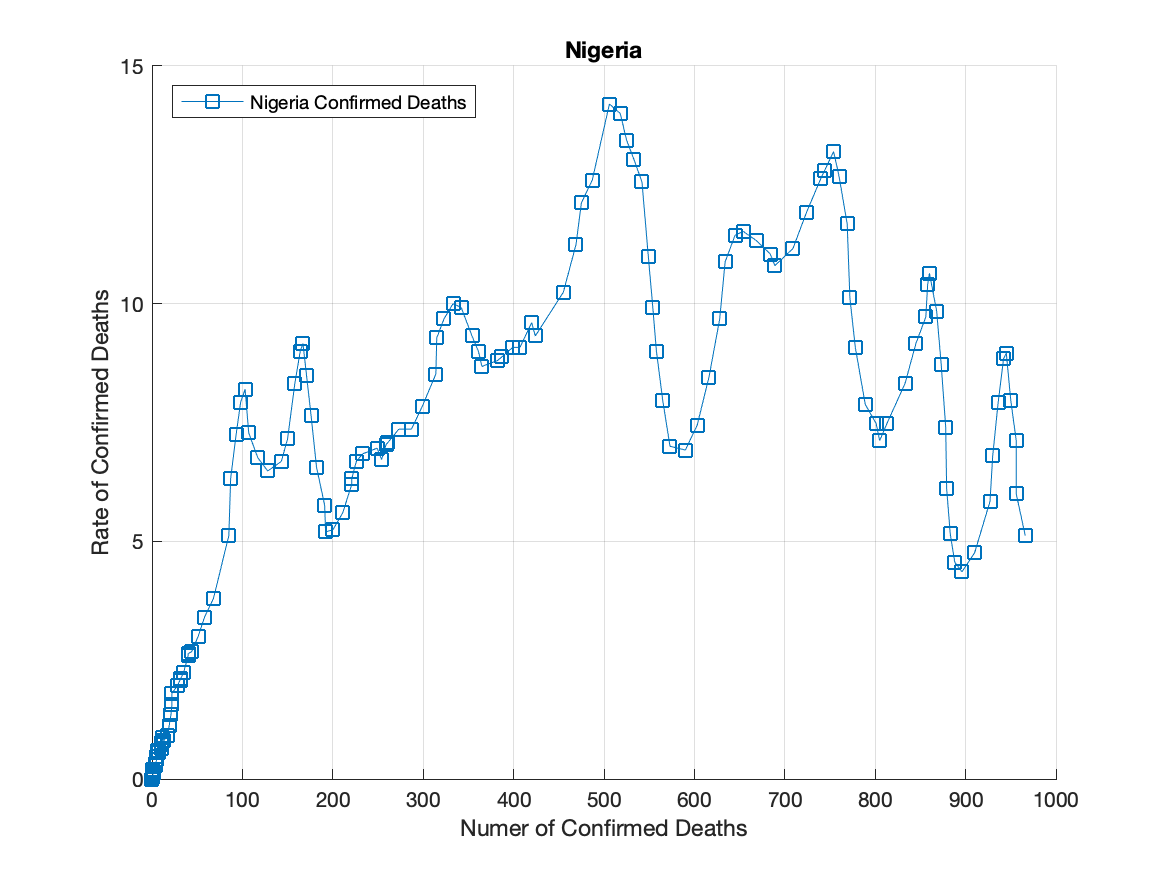 Nigeria
15
Nigeria Confirmed Deaths
10
5
0
Rate of Confirmed Deaths
0 100 200 300 400 500 600 700 800 900 1000
Numer of Confirmed Deaths